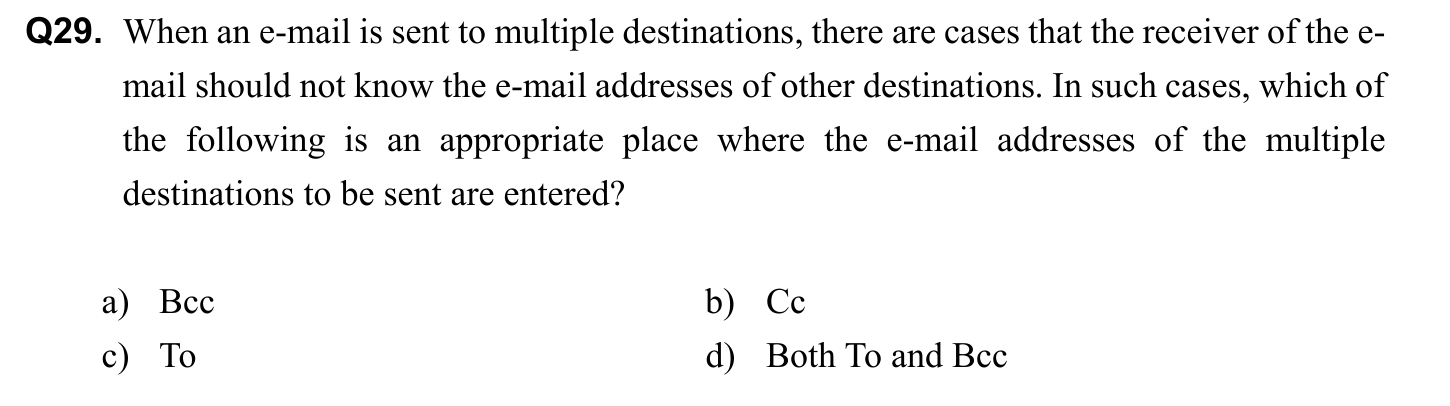 Q29. When an e-mail is sent to multiple destinations, there are cases that the receiver of the e-
mail should not know the e-mail addresses of other destinations. In such cases, which of
the following is an appropriate place where the e-mail addresses of the multiple
destinations to be sent are entered?
a) Bcc b) Cc
c) To d) Both To and Bcc